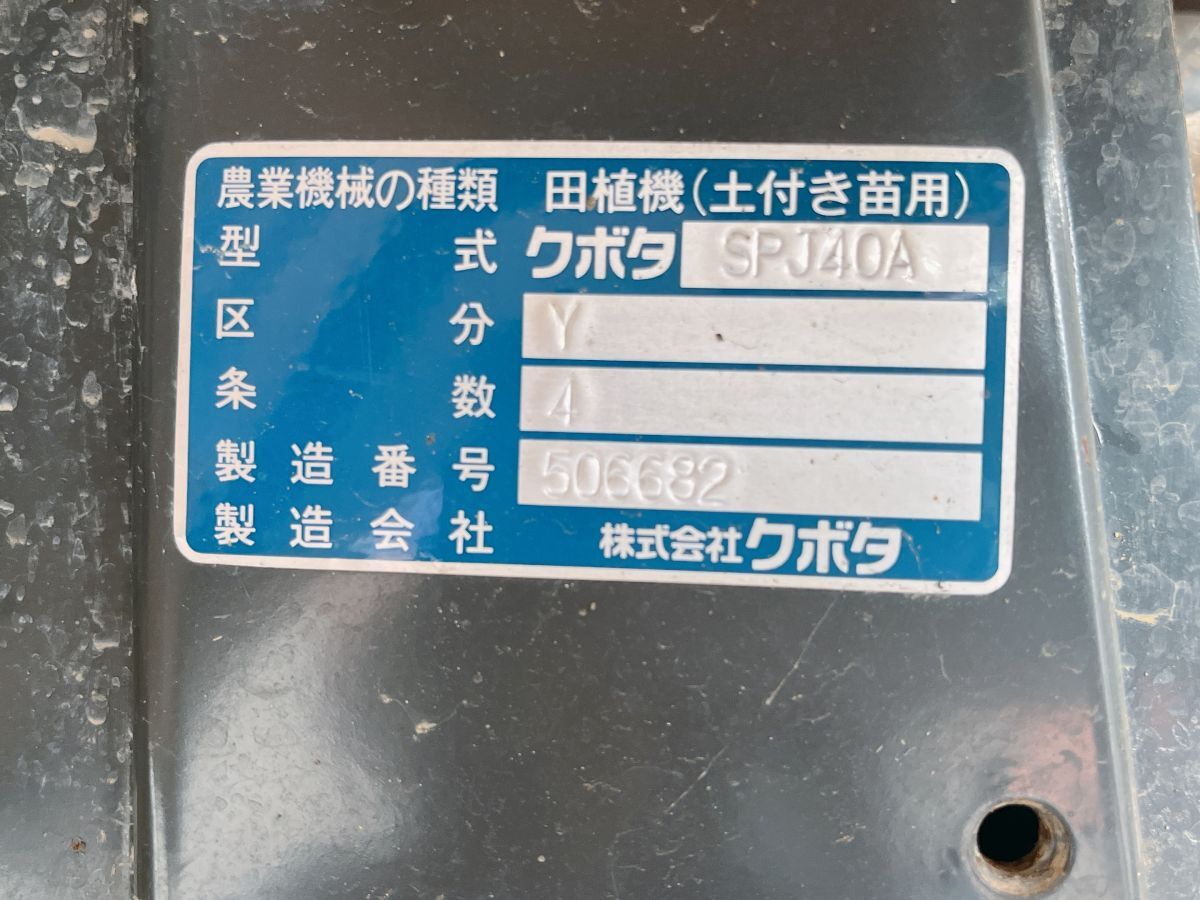 農業機械の種類 田植機(土付き苗用)
型式 クボタ SPJ40A
区分 Y
条数 4
製造番号 506682
製造会社 株式会社クボタ